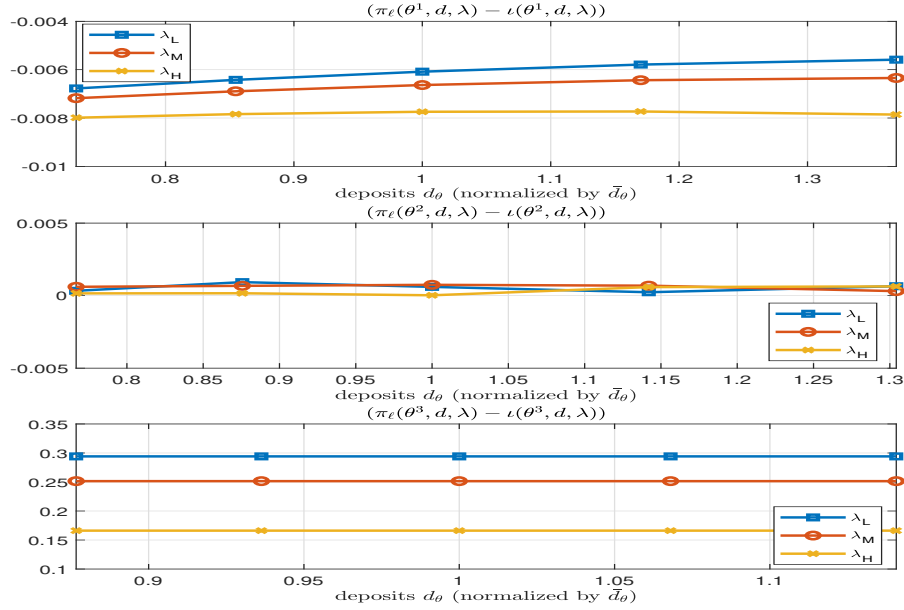 (πℓ(θ¹, d, λ) − ι(θ¹, d, λ))
-0.004
-0.006
-0.008
-0.01
λL
λM
λH
0.8 0.9 1 1.1 1.2 1.3
deposits dθ (normalized by d̄θ)
(πℓ(θ², d, λ) − ι(θ², d, λ))
0.005
0
-0.005
λL
λM
λH
0.8 0.85 0.9 0.95 1 1.05 1.1 1.15 1.2 1.25 1.3
deposits dθ (normalized by d̄θ)
(πℓ(θ³, d, λ) − ι(θ³, d, λ))
0.35
0.3
0.25
0.2
0.15
0.1
λL
λM
λH
0.9 0.95 1 1.05 1.1
deposits dθ (normalized by d̄θ)